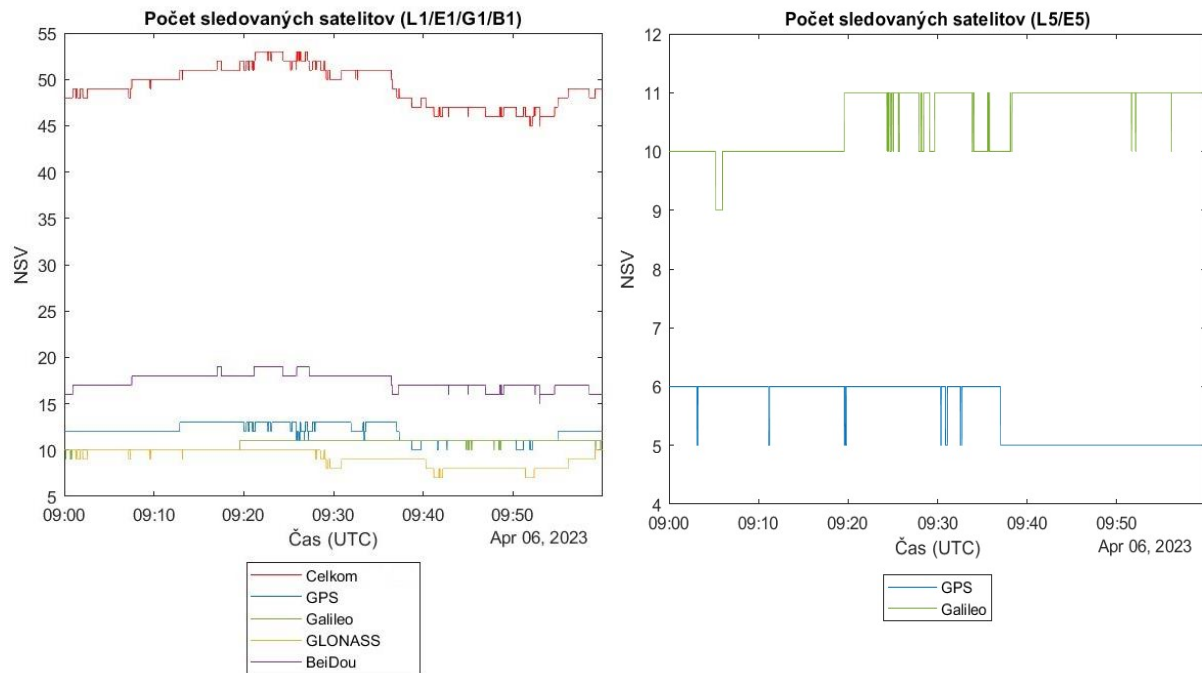 Počet sledovaných satelitov (L1/E1/G1/B1)
55
50
45
40
35
30
25
20
15
10
5
NSV
09:00 09:10 09:20 09:30 09:40 09:50
Čas (UTC)
Apr 06, 2023
Celkom
GPS
Galileo
GLONASS
BeiDou
Počet sledovaných satelitov (L5/E5)
12
11
10
9
8
7
6
5
4
NSV
09:00 09:10 09:20 09:30 09:40 09:50
Čas (UTC)
Apr 06, 2023
GPS
Galileo